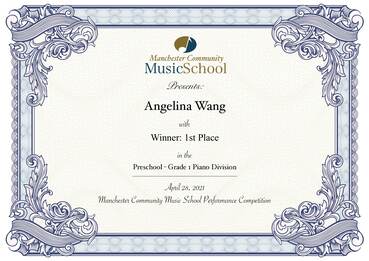 Manchester Community
MusicSchool
Presents:
Angelina Wang
with
Winner: 1st Place
in the
Preschool - Grade 1 Piano Division
April 28, 2021
Manchester Community Music School Performance Competition